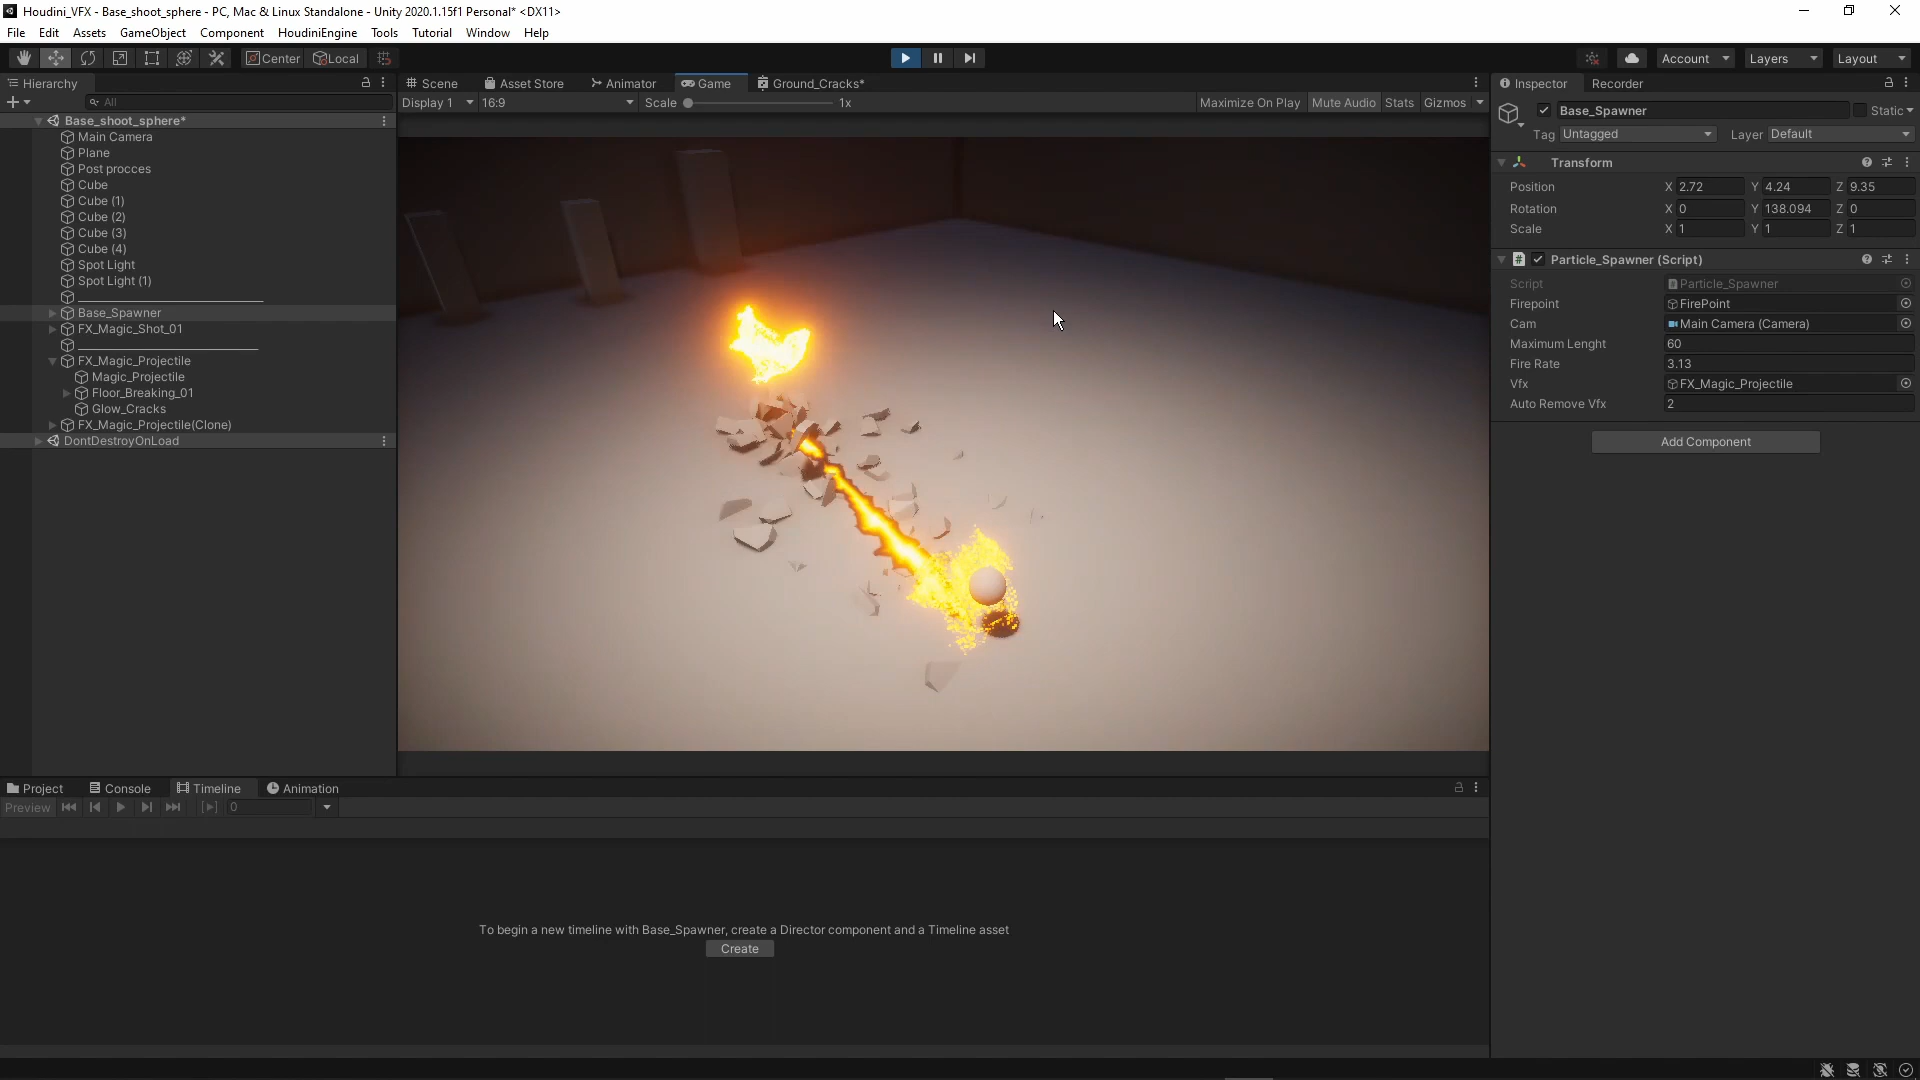 Houdini_VFX - Base_shoot_sphere - PC, Mac & Linux Standalone - Unity 2020.1.15f1 Personal* <DX11>
File Edit Assets GameObject Component HoudiniEngine Tools Tutorial Window Help
Center Local Account Layers Layout
Hierarchy Scene Asset Store Animator Game Ground_Cracks* Inspector Recorder
All Display 1 16:9 Scale 1x Maximize On Play Mute Audio Stats Gizmos
Base_shoot_sphere*
Main Camera
Plane
Post procces
Cube
Cube (1)
Cube (2)
Cube (3)
Cube (4)
Spot Light
Spot Light (1)
Base_Spawner
FX_Magic_Shot_01
FX_Magic_Projectile
Magic_Projectile
Floor_Breaking_01
Glow_Cracks
FX_Magic_Projectile(Clone)
DontDestroyOnLoad
Base_Spawner Static
Tag Untagged Layer Default
Transform
Position X 2.72 Y 4.24 Z 9.35
Rotation X 0 Y 138.094 Z 0
Scale X 1 Y 1 Z 1
Particle_Spawner (Script)
Script Particle_Spawner
Firepoint FirePoint
Cam Main Camera (Camera)
Maximum Lenght 60
Fire Rate 3.13
Vfx FX_Magic_Projectile
Auto Remove Vfx 2
Add Component
Project Console Timeline Animation
Preview 0
To begin a new timeline with Base_Spawner, create a Director component and a Timeline asset
Create